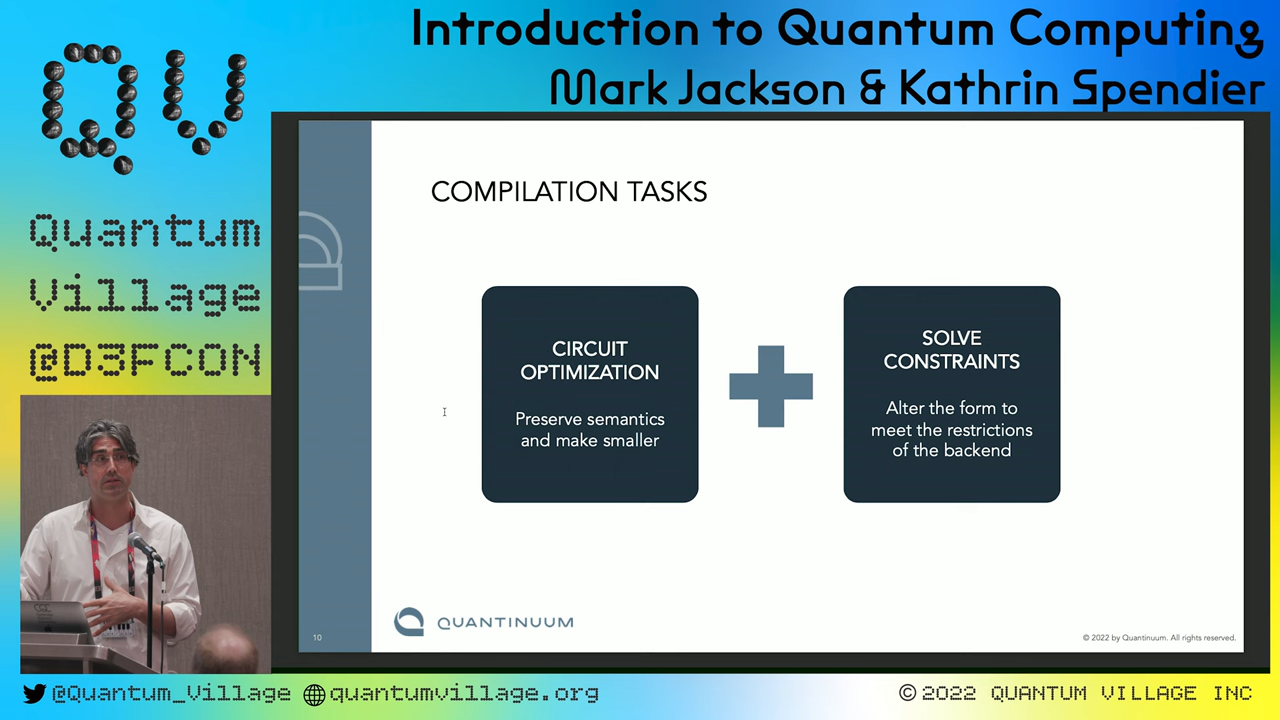 Introduction to Quantum Computing
Mark Jackson & Kathrin Spendier
QV
Quantum
Village
@D3FCON
COMPILATION TASKS
CIRCUIT
OPTIMIZATION
Preserve semantics
and make smaller
SOLVE
CONSTRAINTS
Alter the form to
meet the restrictions
of the backend
10
QUANTINUUM
© 2022 by Quantinuum. All rights reserved.
@Quantum_Village
quantumvillage.org
© 2022 QUANTUM VILLAGE INC